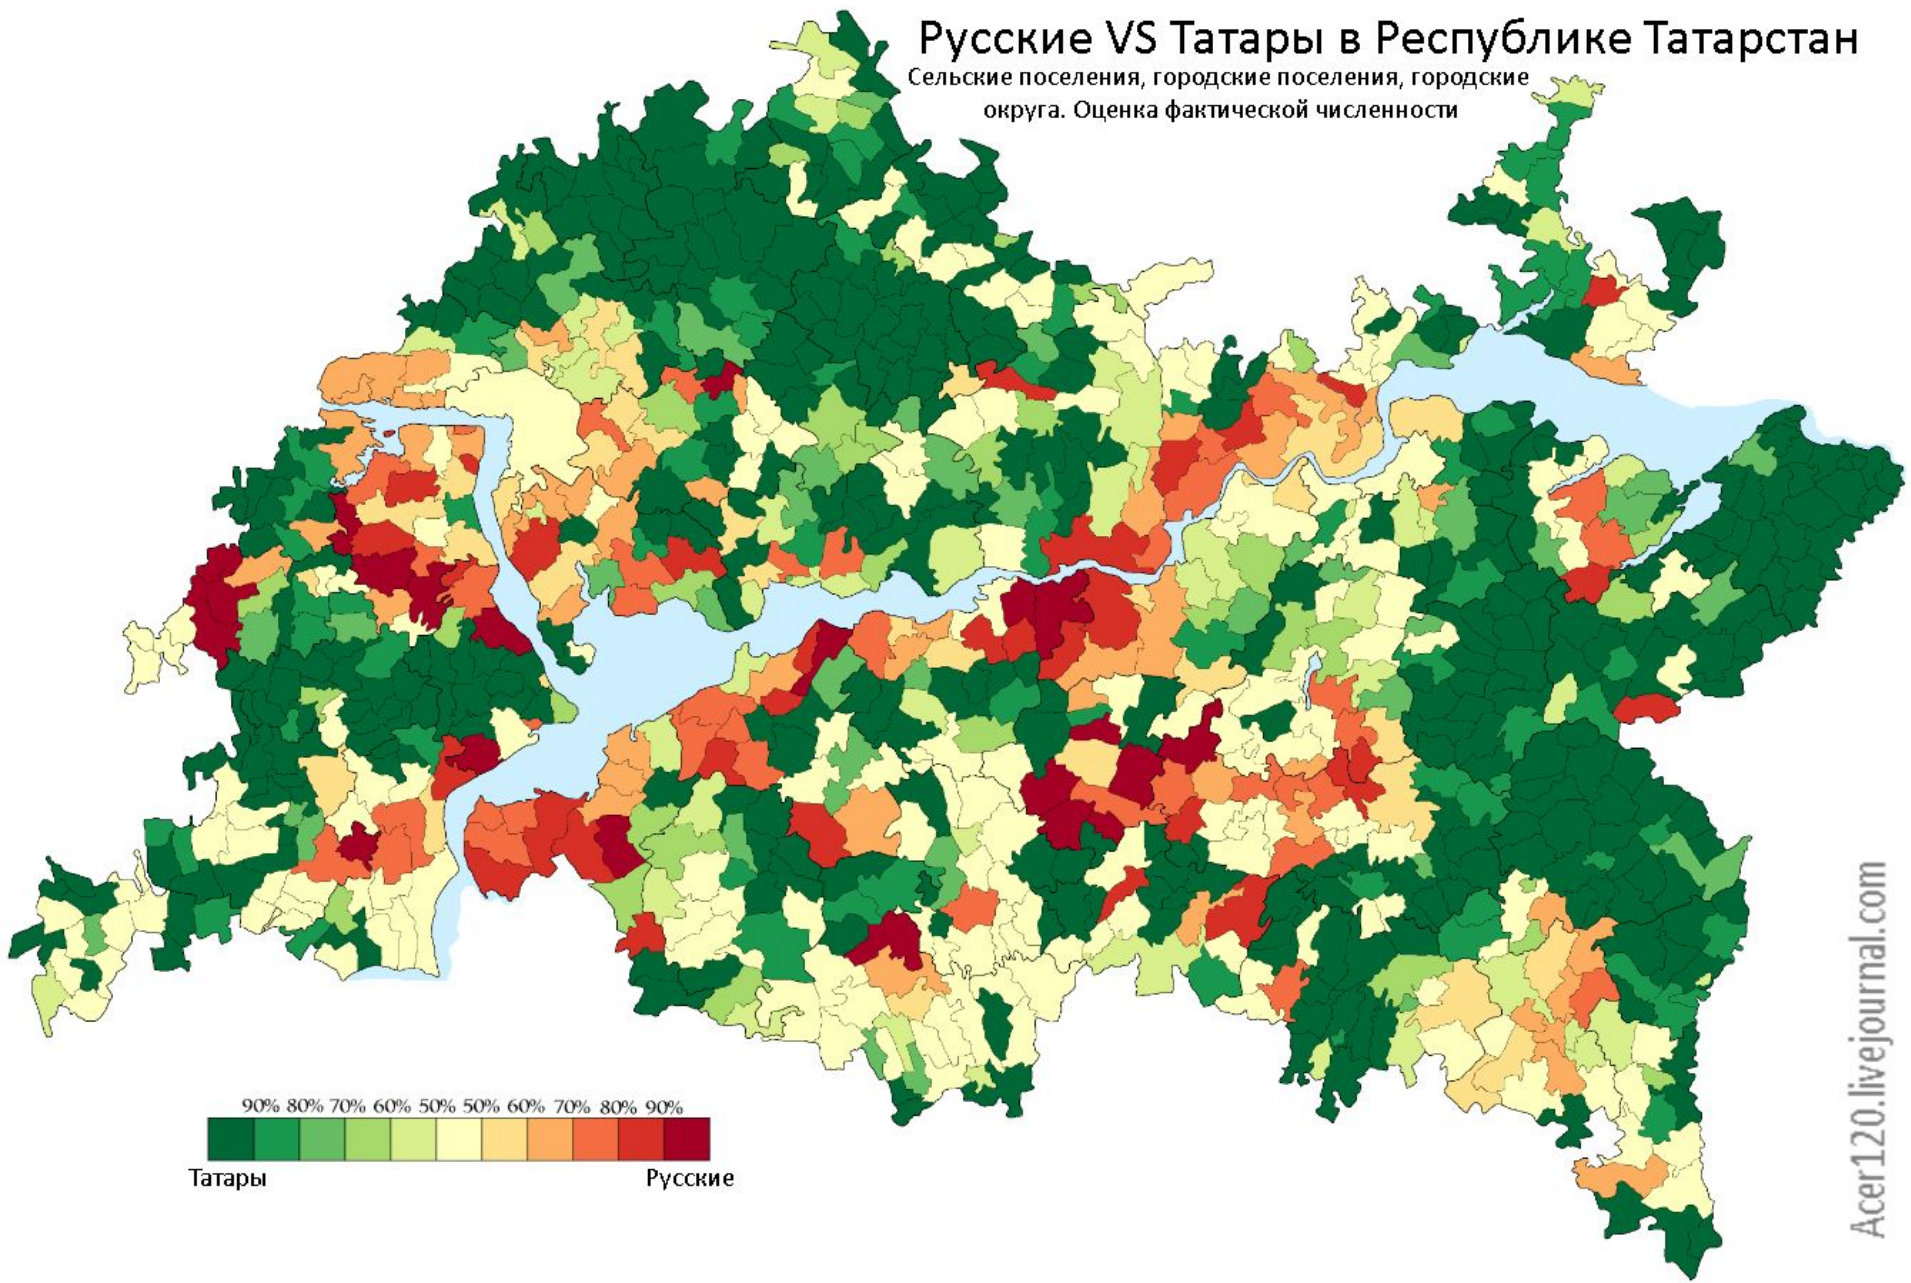 Русские VS Татары в Республике Татарстан
Сельские поселения, городские поселения, городские
округа. Оценка фактической численности
90% 80% 70% 60% 50% 50% 60% 70% 80% 90%
Татары Русские
Acer120.livejournal.com